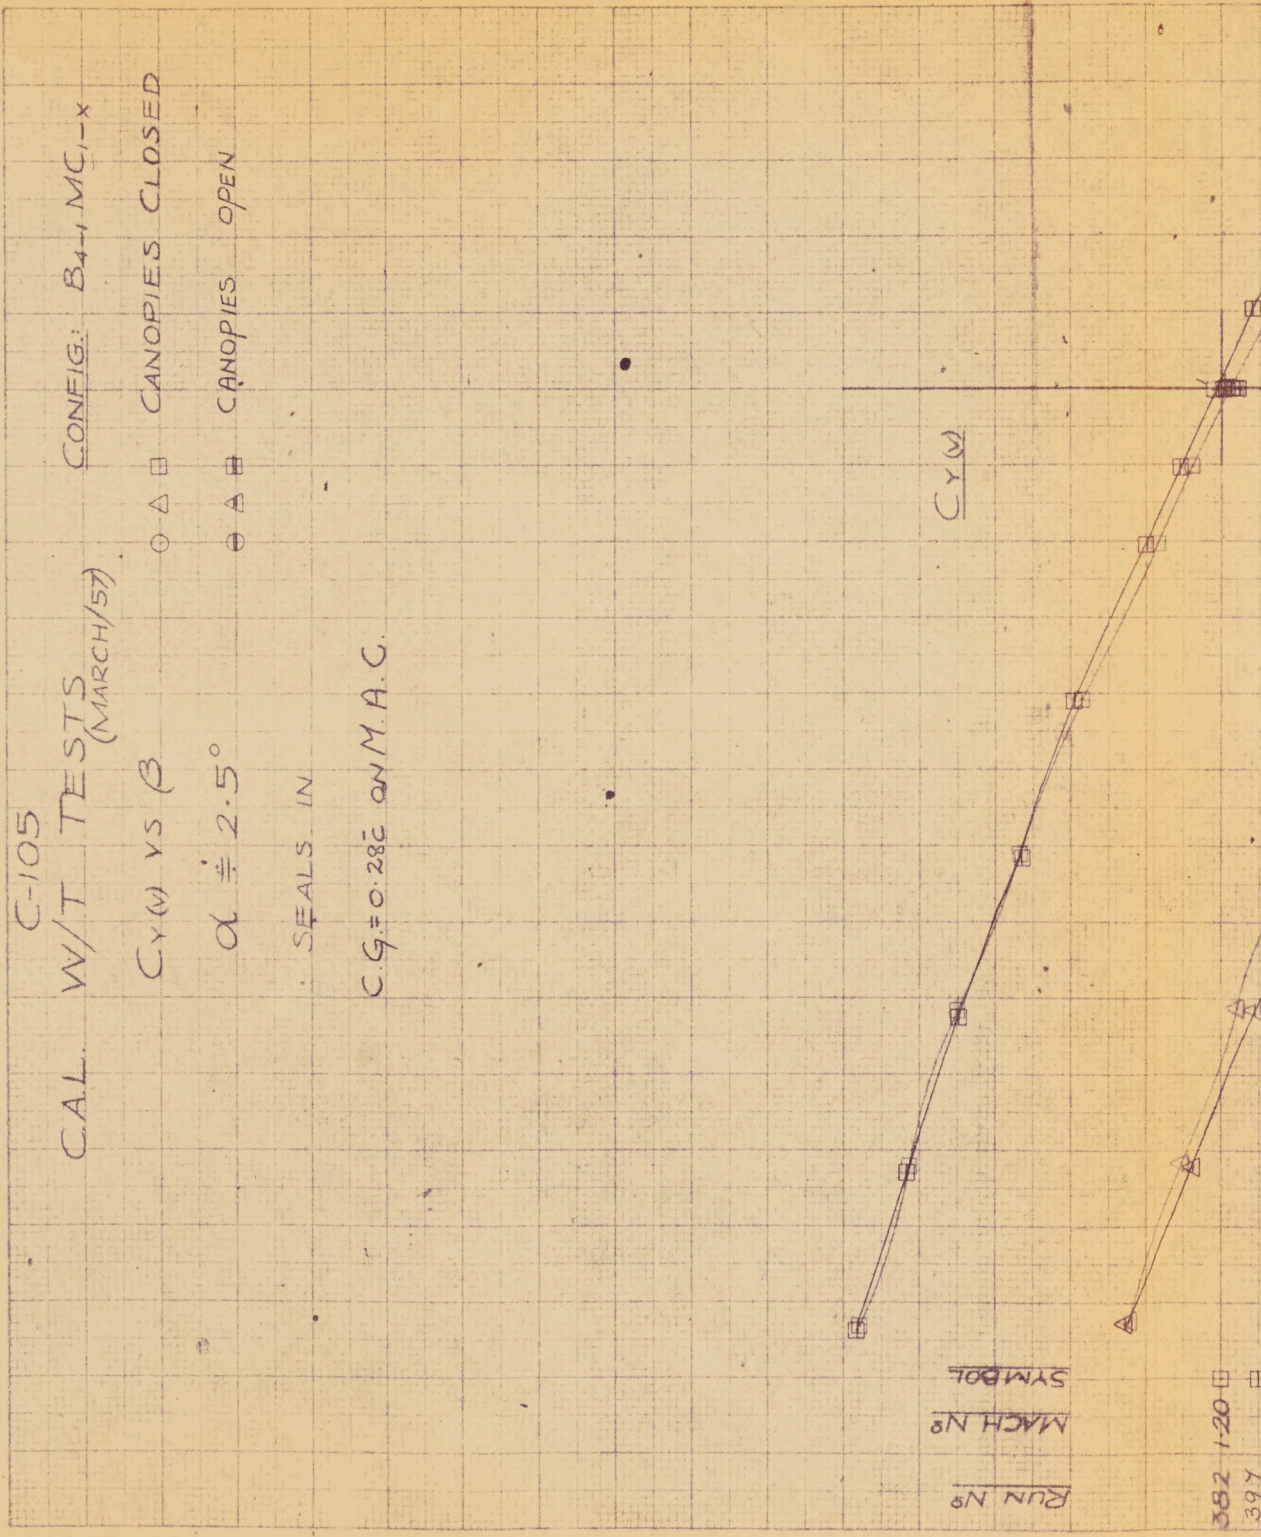 C-105
C.A.L. W/T TESTS
(MARCH/57)
CONFIG: B4-1 MC1-X
CY(V) VS β
CANOPIES CLOSED
α ≑ 2.5°
CANOPIES OPEN
SEALS IN
C.G.=0.28c̄ ON M.A.C.
CY(V)
RUN No
MACH No
SYMBOL
382 1.20
397